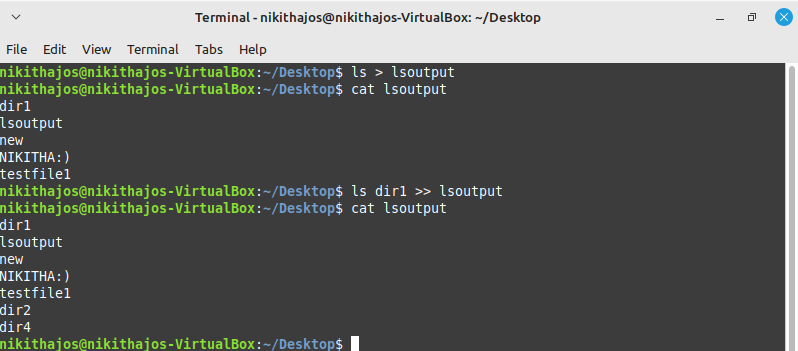 Terminal - nikithajos@nikithajos-VirtualBox: ~/Desktop
File Edit View Terminal Tabs Help
nikithajos@nikithajos-VirtualBox:~/Desktop$ ls > lsoutput
nikithajos@nikithajos-VirtualBox:~/Desktop$ cat lsoutput
dir1
lsoutput
new
NIKITHA:)
testfile1
nikithajos@nikithajos-VirtualBox:~/Desktop$ ls dir1 >> lsoutput
nikithajos@nikithajos-VirtualBox:~/Desktop$ cat lsoutput
dir1
lsoutput
new
NIKITHA:)
testfile1
dir2
dir4
nikithajos@nikithajos-VirtualBox:~/Desktop$